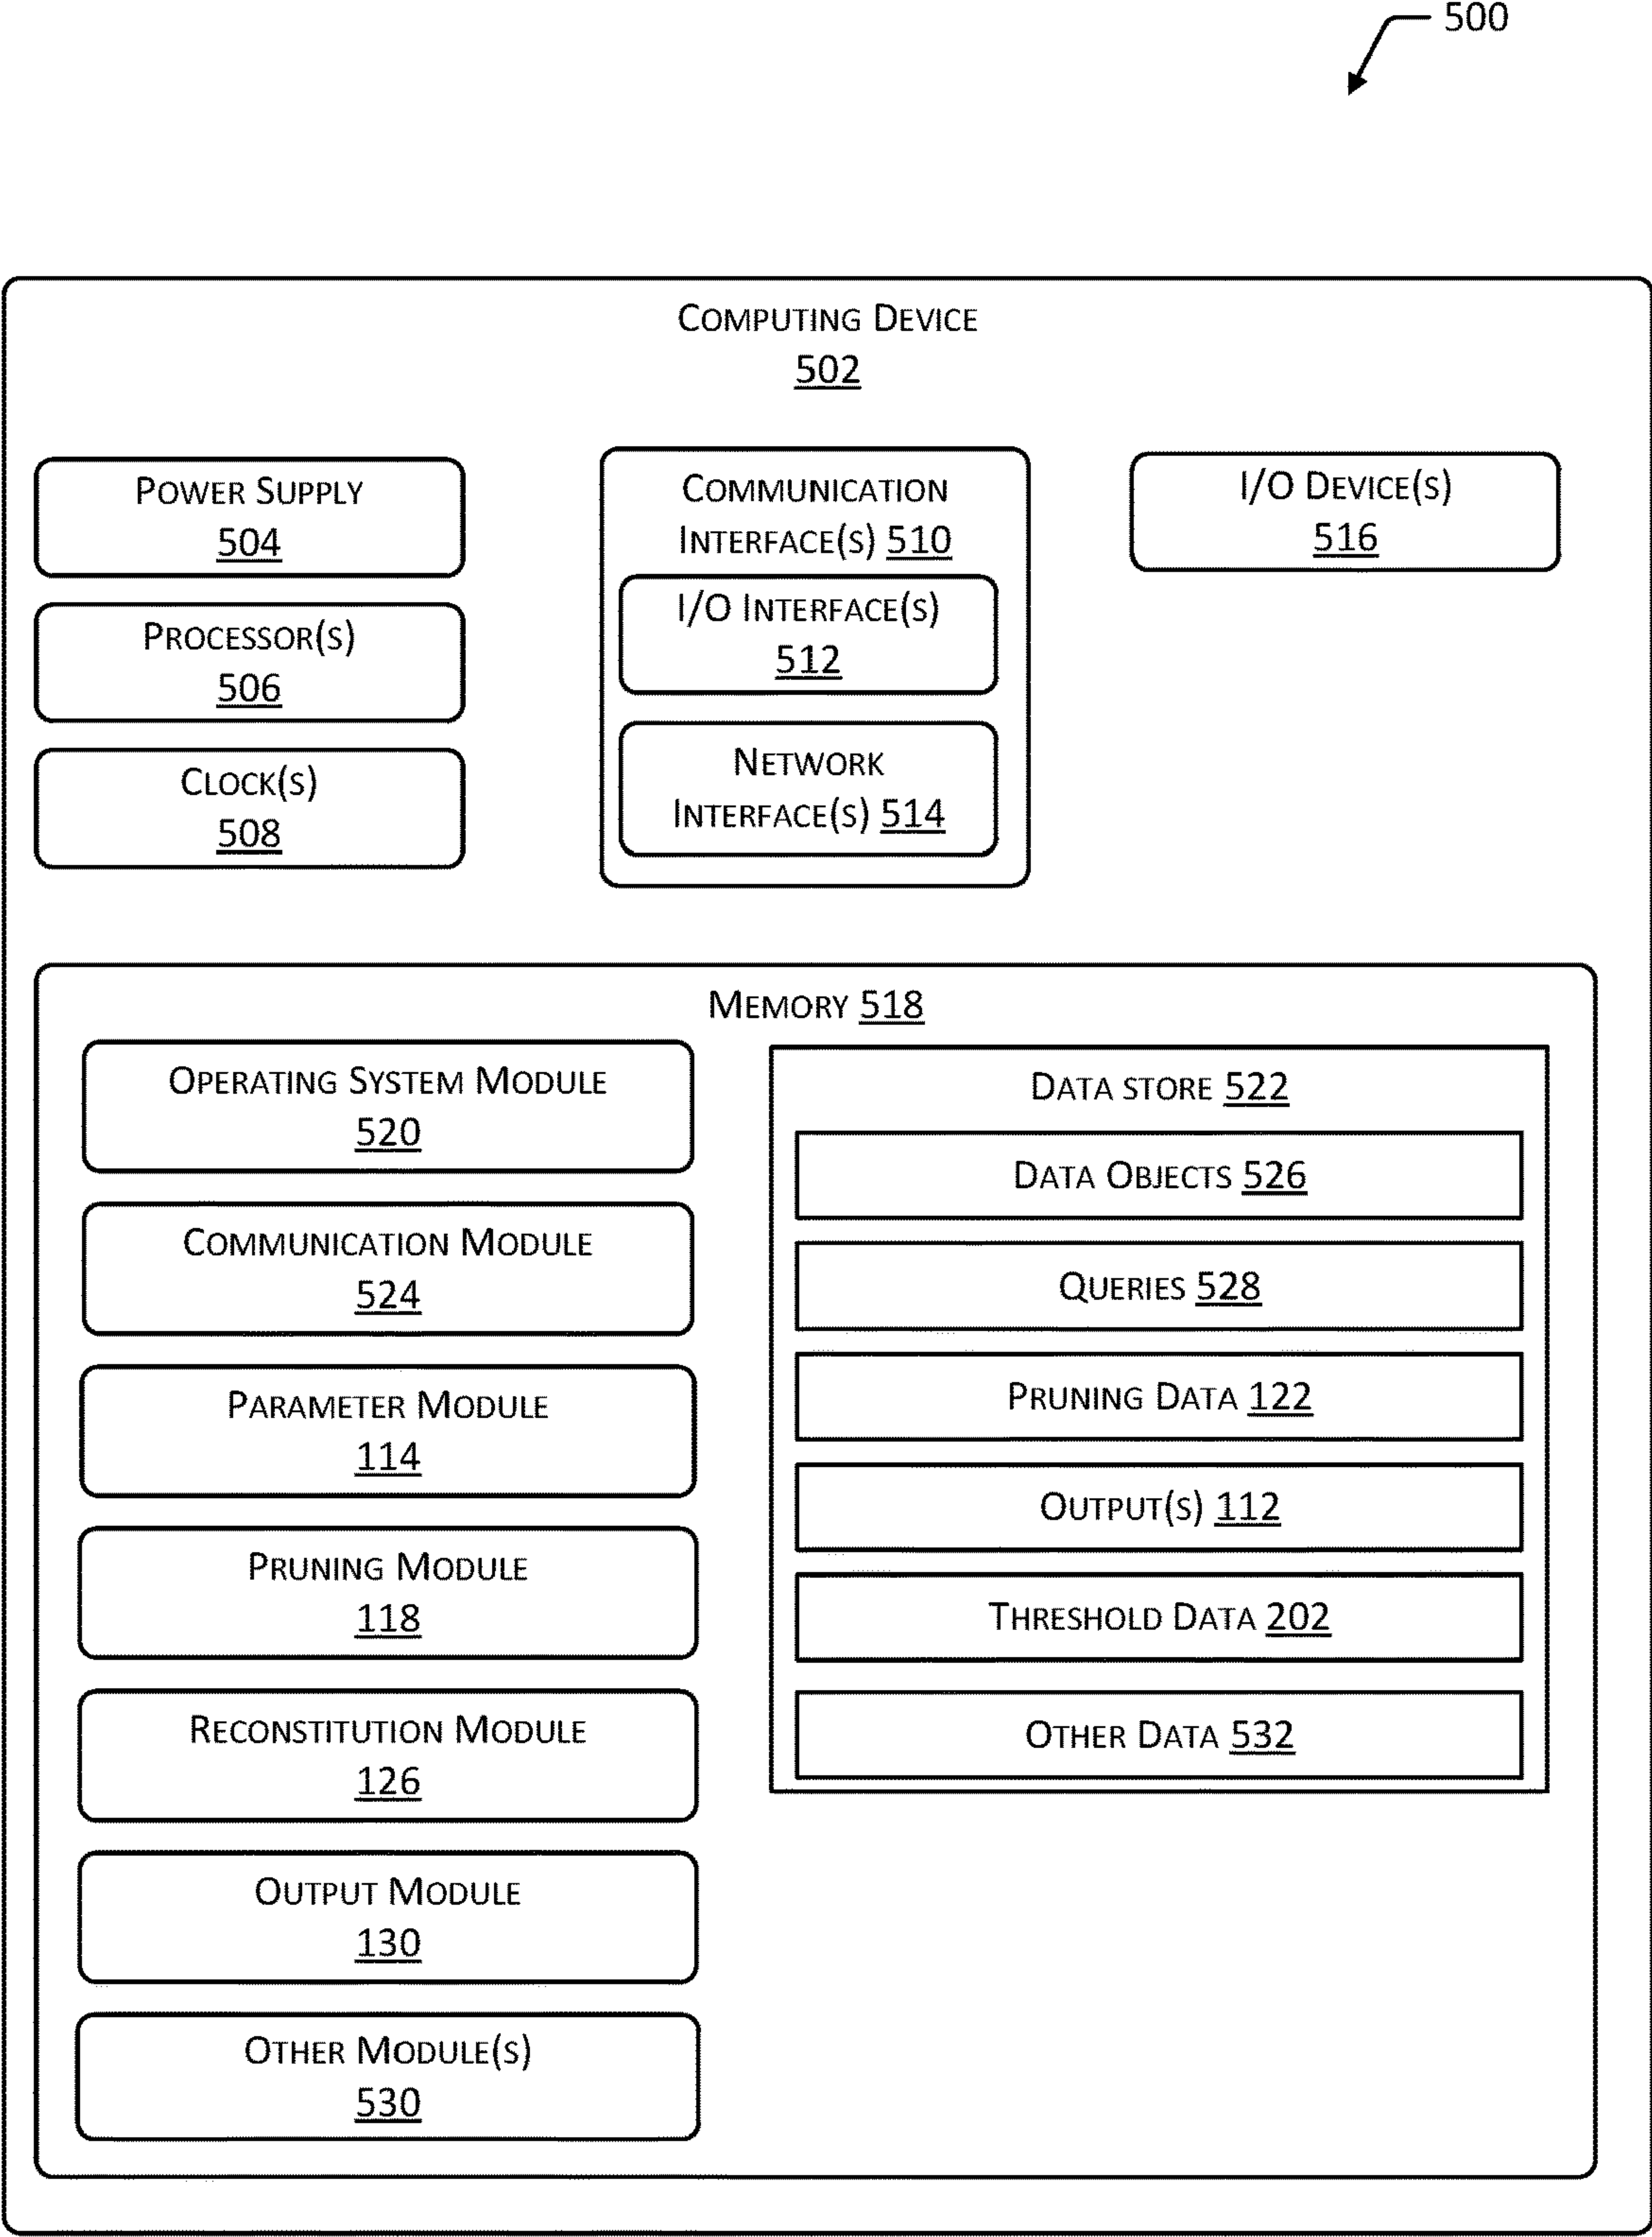 500
COMPUTING DEVICE
502
POWER SUPPLY
504
PROCESSOR(S)
506
CLOCK(S)
508
COMMUNICATION
INTERFACE(S) 510
I/O INTERFACE(S)
512
NETWORK
INTERFACE(S) 514
I/O DEVICE(S)
516
MEMORY 518
OPERATING SYSTEM MODULE
520
COMMUNICATION MODULE
524
PARAMETER MODULE
114
PRUNING MODULE
118
RECONSTITUTION MODULE
126
OUTPUT MODULE
130
OTHER MODULE(S)
530
DATA STORE 522
DATA OBJECTS 526
QUERIES 528
PRUNING DATA 122
OUTPUT(S) 112
THRESHOLD DATA 202
OTHER DATA 532